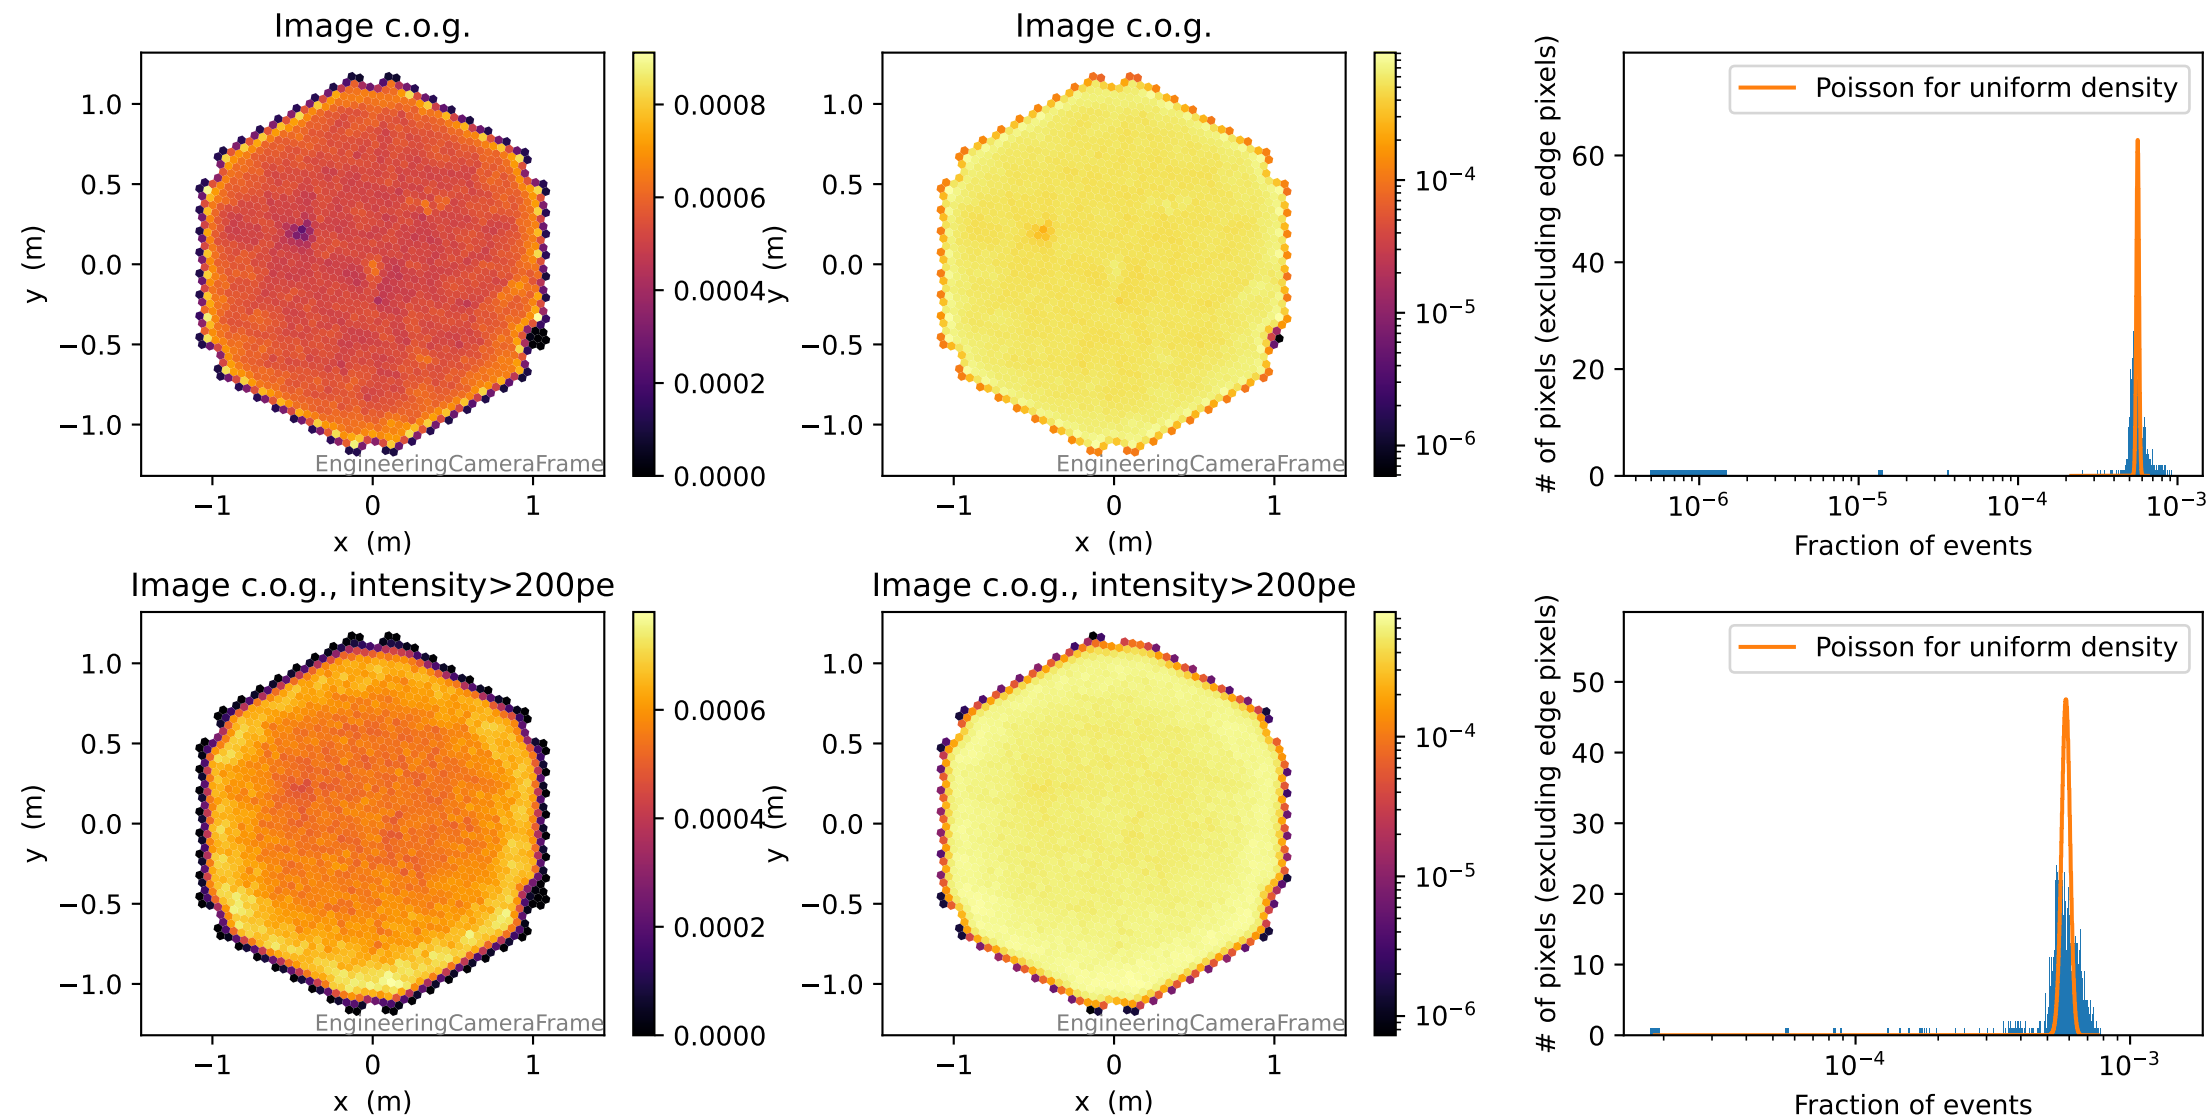 Image c.o.g.
y (m)
1.0
0.5
0.0
−0.5
−1.0
−1 0 1
x (m)
EngineeringCameraFrame
0.0008
0.0006
0.0004
0.0002
0.0000
Image c.o.g.
y (m)
1.0
0.5
0.0
−0.5
−1.0
−1 0 1
x (m)
EngineeringCameraFrame
10⁻⁴
10⁻⁵
10⁻⁶
# of pixels (excluding edge pixels)
60
40
20
0
Poisson for uniform density
10⁻⁶ 10⁻⁵ 10⁻⁴ 10⁻³
Fraction of events
Image c.o.g., intensity>200pe
y (m)
1.0
0.5
0.0
−0.5
−1.0
−1 0 1
x (m)
EngineeringCameraFrame
0.0006
0.0004
0.0002
0.0000
Image c.o.g., intensity>200pe
y (m)
1.0
0.5
0.0
−0.5
−1.0
−1 0 1
x (m)
EngineeringCameraFrame
10⁻⁴
10⁻⁵
10⁻⁶
# of pixels (excluding edge pixels)
50
40
30
20
10
0
Poisson for uniform density
10⁻⁴ 10⁻³
Fraction of events